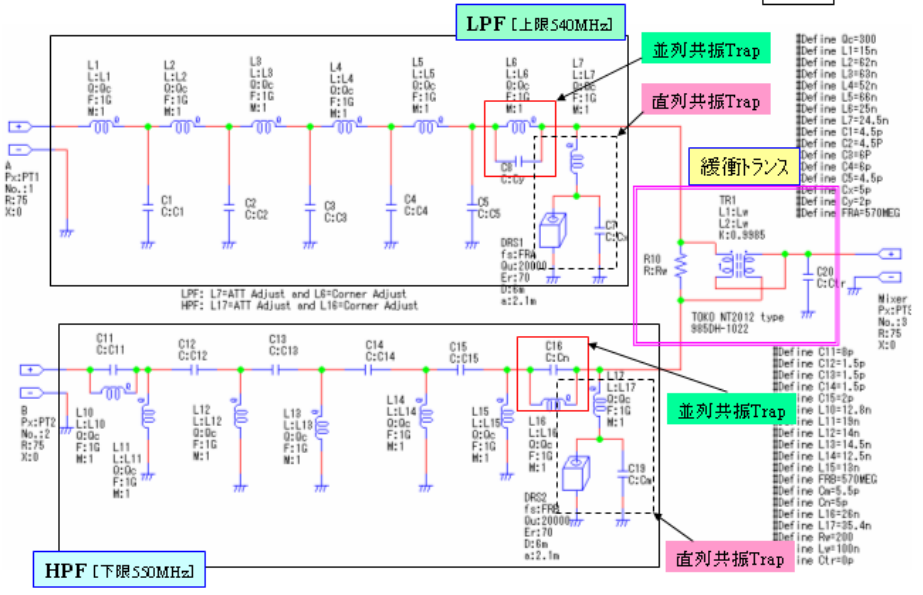 LPF [上限540MHz]
並列共振Trap
直列共振Trap
緩衝トランス
L1
L:L1
Q:Qc
F:1G
M:1
L2
L:L2
Q:Qc
F:1G
M:1
L3
L:L3
Q:Qc
F:1G
M:1
L4
L:L4
Q:Qc
F:1G
M:1
L5
L:L5
Q:Qc
F:1G
M:1
L6
L:L6
Q:Qc
F:1G
M:1
L7
L:L7
Q:Qc
F:1G
M:1
A
Px:PT1
No.:1
R:75
X:0
C1
C:C1
C2
C:C2
C3
C:C3
C4
C:C4
C5
C:C5
C:Cy
DRS1
fs:FRA
Qu:20000
Er:70
D:6m
a:2.1m
LPF: L7=ATT Adjust and L6=Corner Adjust
HPF: L17=ATT Adjust and L16=Corner Adjust
#Define Qc=300
#Define L1=15n
#Define L2=62n
#Define L3=63n
#Define L4=52n
#Define L5=66n
#Define L6=25n
#Define L7=24.5n
#Define C1=4.5p
#Define C2=4.5P
#Define C3=6P
#Define C4=6p
#Define C5=4.5p
#Define Cx=5p
#Define Cy=2p
#Define FRA=570MEG
TR1
L1:Lw
L2:Lw
K:0.9985
R10
R:Rw
C20
C:Ctr
TOKO NT2012 type
985DH-1022
Mixer
Px:PT3
No.:3
R:75
X:0
C11
C:C11
C12
C:C12
C13
C:C13
C14
C:C14
C15
C:C15
C16
C:Cn
B
Px:PT2
No.:2
R:75
X:0
L10
L:L10
Q:Qc
F:1G
M:1
L11
L:L11
Q:Qc
F:1G
M:1
L12
L:L12
Q:Qc
F:1G
M:1
L13
L:L13
Q:Qc
F:1G
M:1
L14
L:L14
Q:Qc
F:1G
M:1
L15
L:L15
Q:Qc
F:1G
M:1
L16
L:L16
Q:Qc
F:1G
M:1
L17
L:L17
Q:Qc
F:1G
M:1
C19
C:Cm
DRS2
fs:FRB
Qu:20000
Er:70
D:6m
a:2.1m
並列共振Trap
直列共振Trap
#Define C11=8p
#Define C12=1.5p
#Define C13=1.5p
#Define C14=1.5p
#Define C15=2p
#Define L10=12.8n
#Define L11=19n
#Define L12=14n
#Define L13=14.5n
#Define L14=12.5n
#Define L15=13n
#Define FRB=570MEG
#Define Cm=5.5p
#Define Cn=5p
#Define L16=26n
#Define L17=35.4n
#Define Rw=200
#Define Lw=100n
ine Ctr=0p
HPF [下限550MHz]